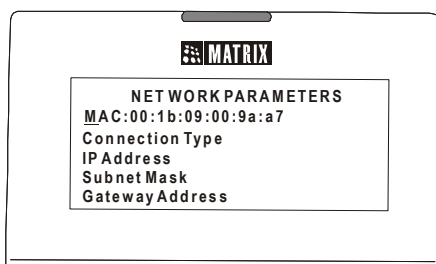 MATRIX
NETWORK PARAMETERS
MAC:00:1b:09:00:9a:a7
Connection Type
IP Address
Subnet Mask
Gateway Address